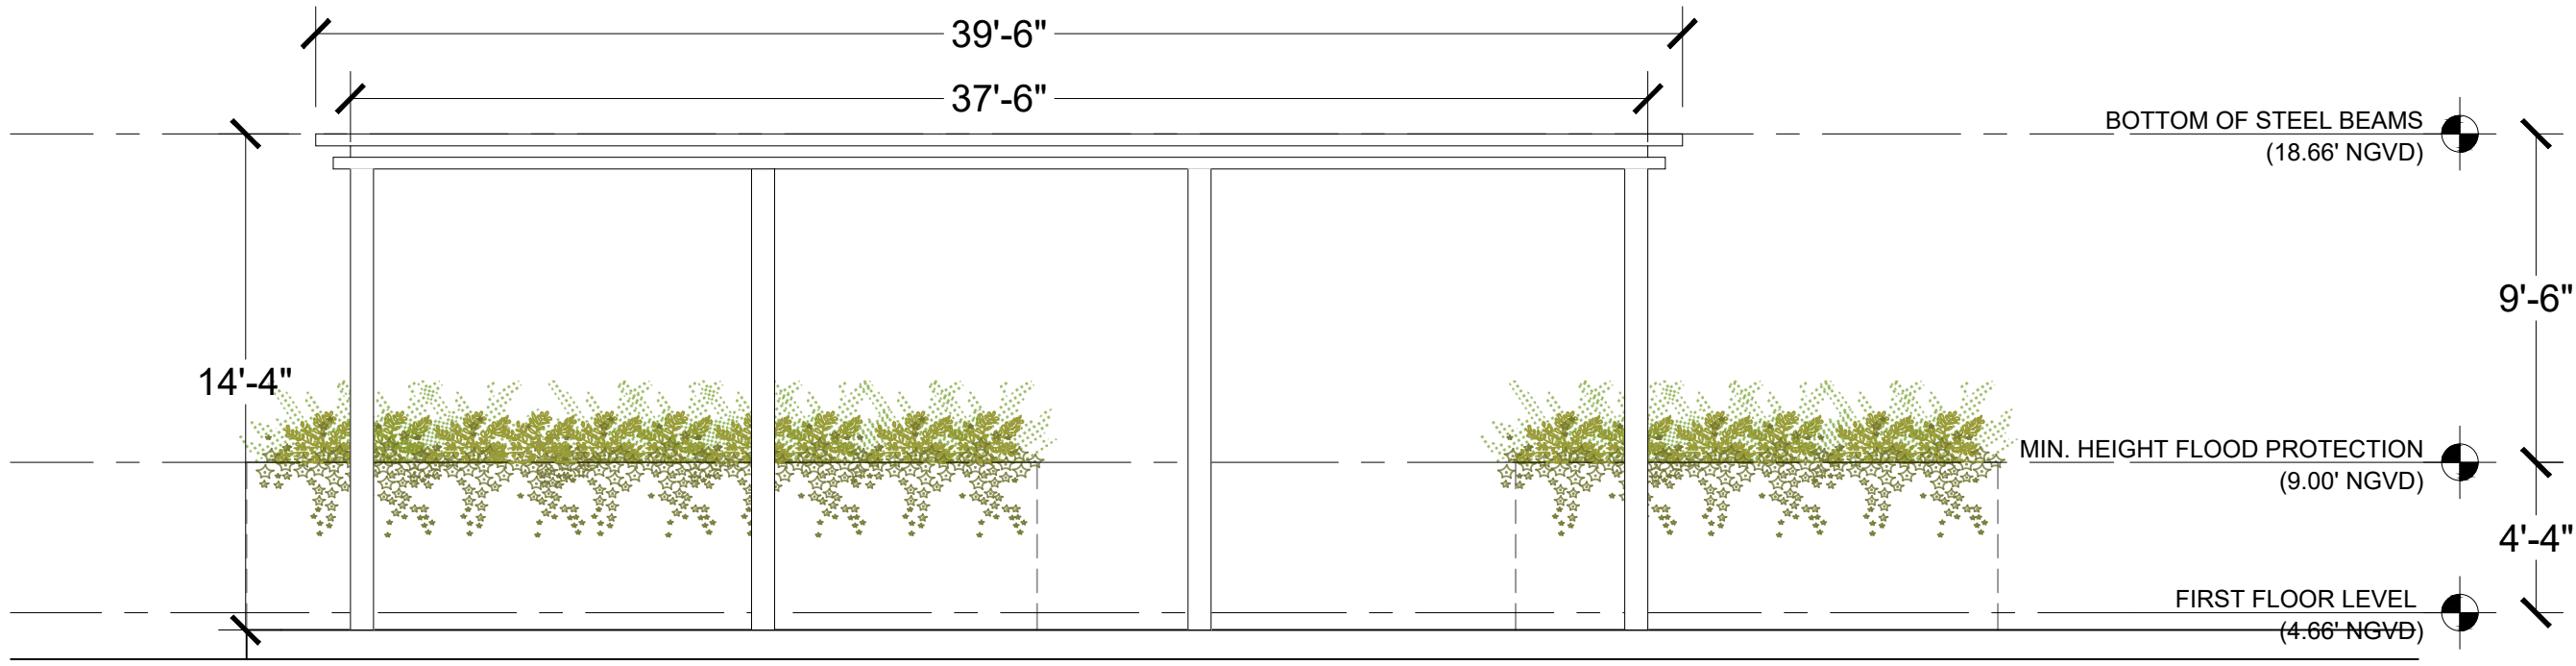 39'-6"
37'-6"
BOTTOM OF STEEL BEAMS
(18.66' NGVD)
9'-6"
14'-4"
MIN. HEIGHT FLOOD PROTECTION
(9.00' NGVD)
4'-4"
FIRST FLOOR LEVEL
(4.66' NGVD)